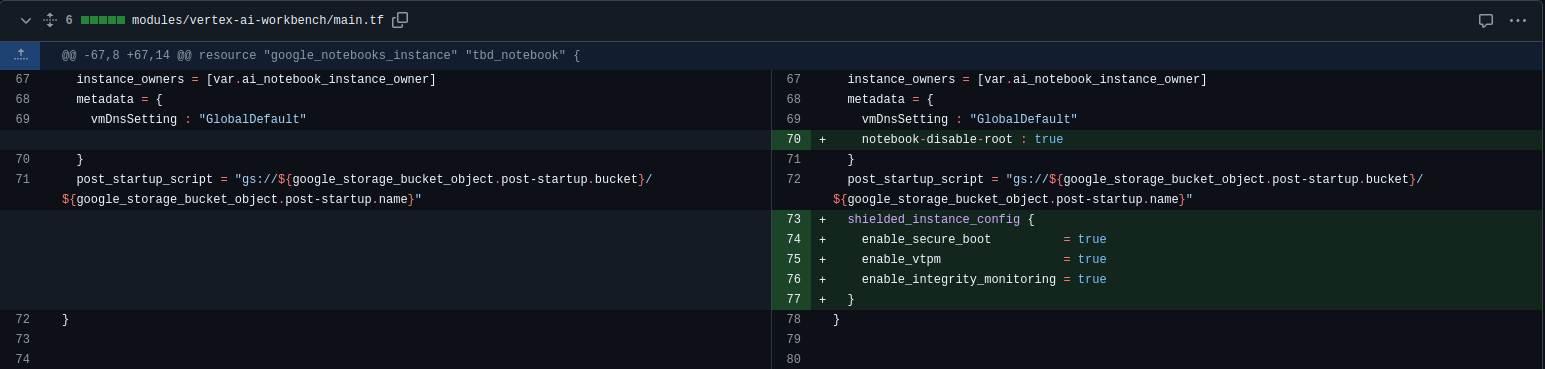 6 modules/vertex-ai-workbench/main.tf
@@ -67,8 +67,14 @@ resource "google_notebooks_instance" "tbd_notebook" {
67 instance_owners = [var.ai_notebook_instance_owner]
68 metadata = {
69 vmDnsSetting : "GlobalDefault"
70 }
71 post_startup_script = "gs://${google_storage_bucket_object.post-startup.bucket}/
${google_storage_bucket_object.post-startup.name}"
72 }
73
74
67 instance_owners = [var.ai_notebook_instance_owner]
68 metadata = {
69 vmDnsSetting : "GlobalDefault"
70 + notebook-disable-root : true
71 }
72 post_startup_script = "gs://${google_storage_bucket_object.post-startup.bucket}/
${google_storage_bucket_object.post-startup.name}"
73 + shielded_instance_config {
74 + enable_secure_boot = true
75 + enable_vtpm = true
76 + enable_integrity_monitoring = true
77 + }
78 }
79
80